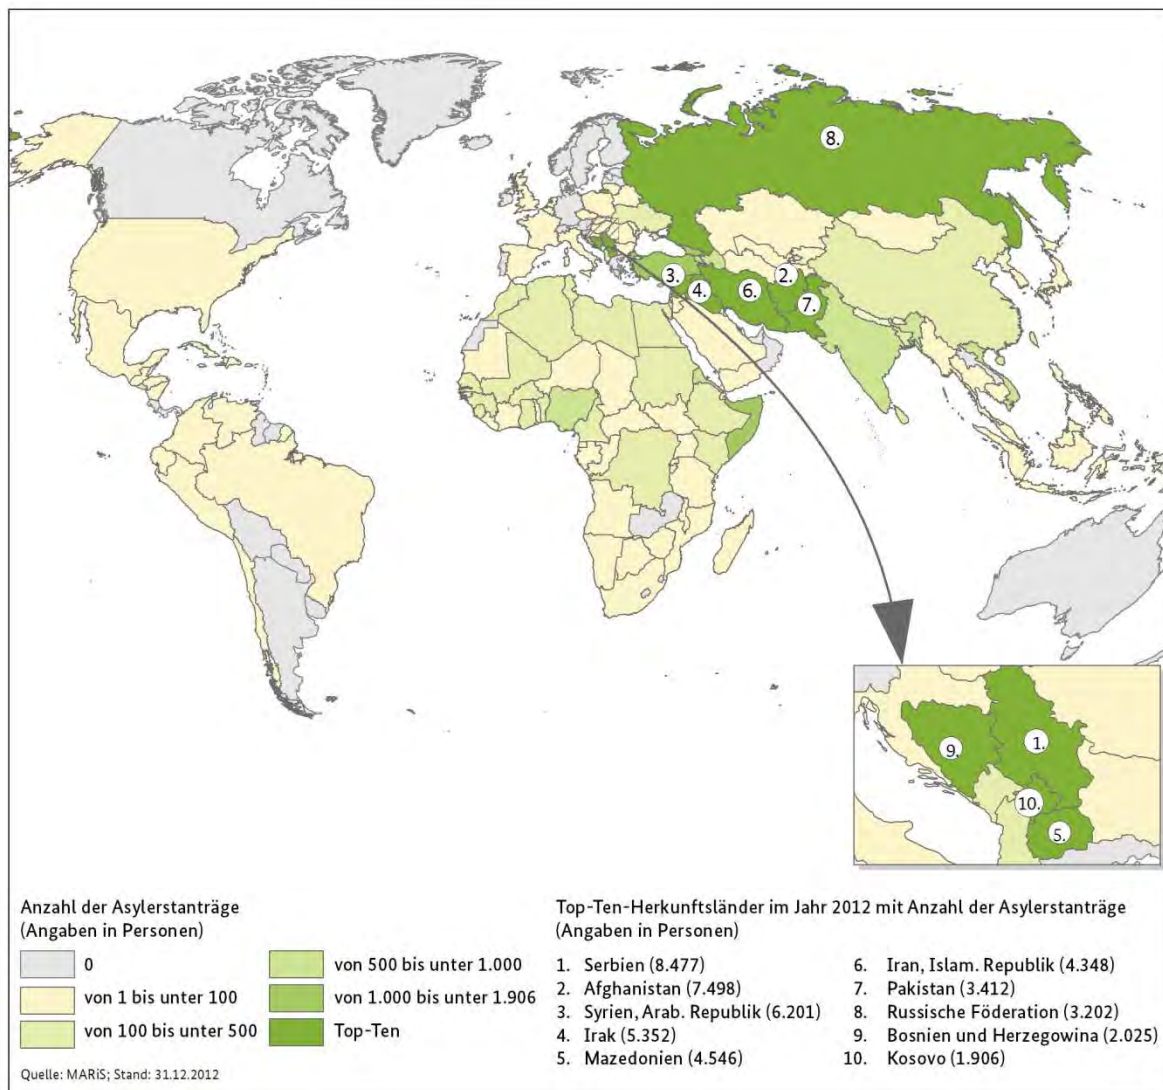 8.
3.
4.
6.
2.
7.
9.
1.
10.
5.
Anzahl der Asylerstanträge
(Angaben in Personen)
0
von 1 bis unter 100
von 100 bis unter 500
von 500 bis unter 1.000
von 1.000 bis unter 1.906
Top-Ten
Quelle: MARiS; Stand: 31.12.2012
Top-Ten-Herkunftsländer im Jahr 2012 mit Anzahl der Asylerstanträge
(Angaben in Personen)
1. Serbien (8.477)
2. Afghanistan (7.498)
3. Syrien, Arab. Republik (6.201)
4. Irak (5.352)
5. Mazedonien (4.546)
6. Iran, Islam. Republik (4.348)
7. Pakistan (3.412)
8. Russische Föderation (3.202)
9. Bosnien und Herzegowina (2.025)
10. Kosovo (1.906)